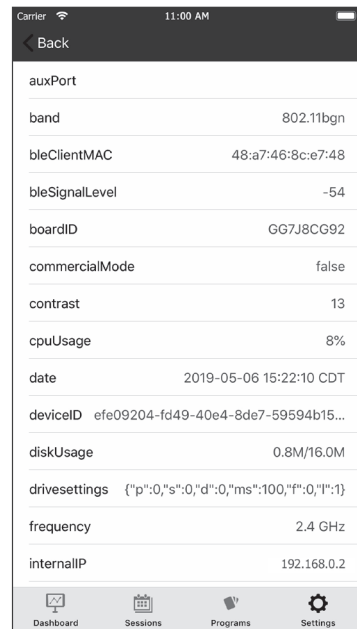 Carrier 11:00 AM
Back
auxPort
band 802.11bgn
bleClientMAC 48:a7:46:8c:e7:48
bleSignalLevel -54
boardID GG7J8CG92
commercialMode false
contrast 13
cpuUsage 8%
date 2019-05-06 15:22:10 CDT
deviceID efe09204-fd49-40e4-8de7-59594b15...
diskUsage 0.8M/16.0M
drivesettings {"p":0,"s":0,"d":0,"ms":100,"f":0,"l":1}
frequency 2.4 GHz
internalIP 192.168.0.2
Dashboard Sessions Programs Settings